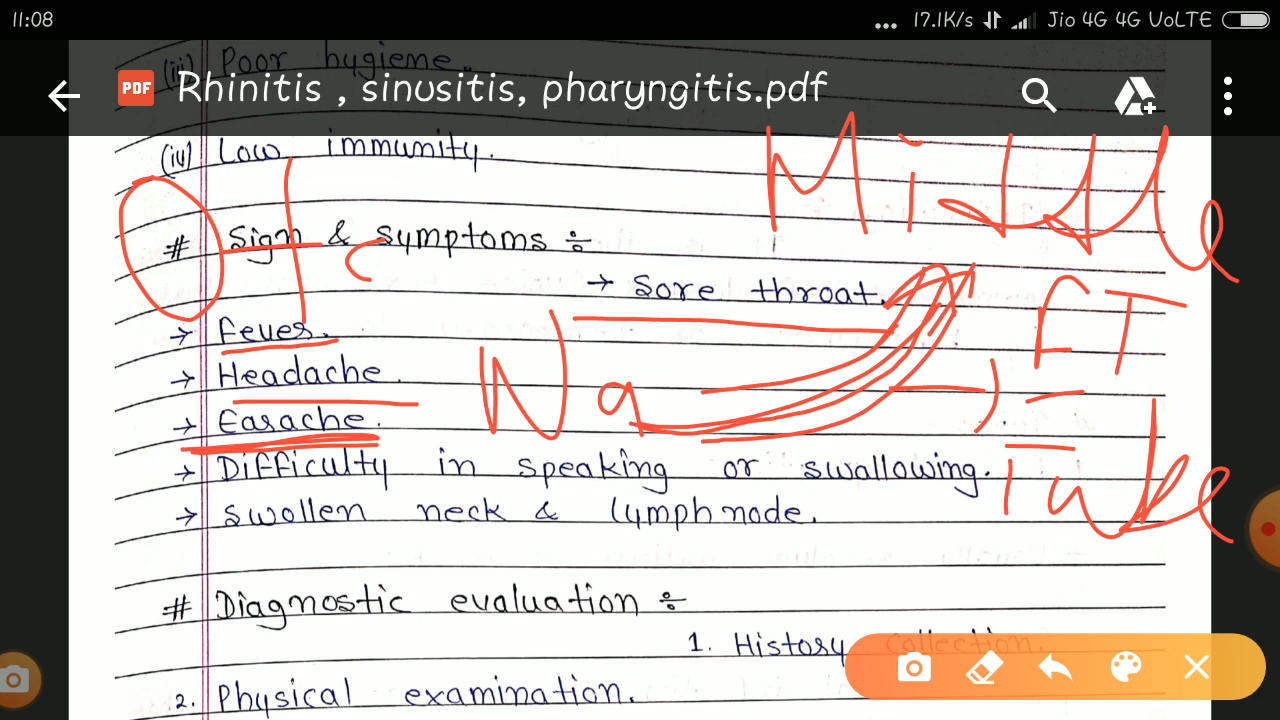 11:08 ... 17.1K/s Jio 4G 4G VoLTE
(iii) Poor hygiene.
PDF Rhinitis , sinusitis, pharyngitis.pdf
(iv) Low immunity.
Middle
# Sign & symptoms ÷
→ Sore throat.
ET
→ Fever.
→ Headache.
Na
→ Earache.
→ Difficulty in speaking or swallowing.
Tube
→ Swollen neck & lymph node.
# Diagnostic evaluation ÷
1. History collection.
2. Physical examination.